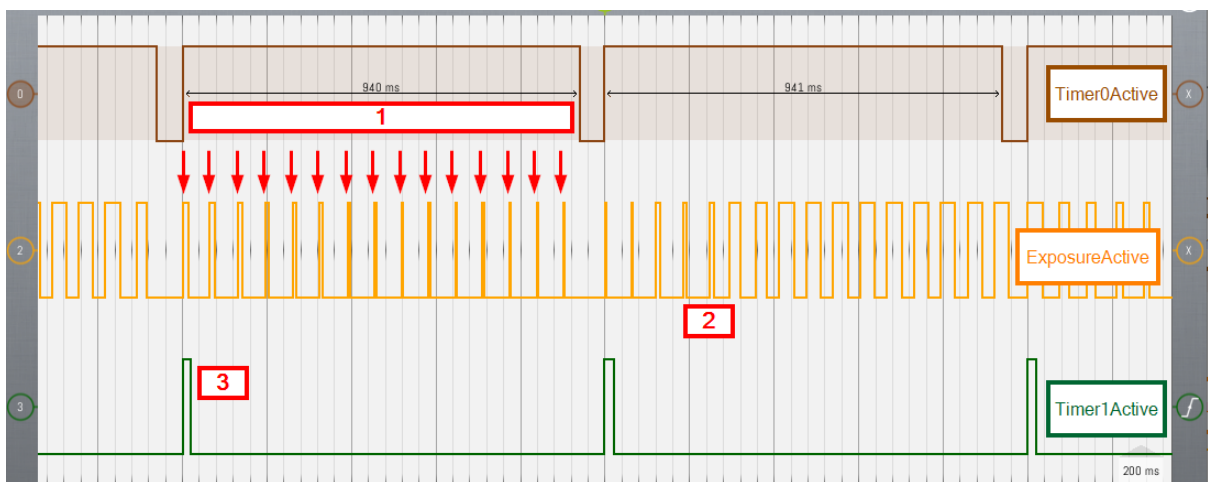 0
940 ms
941 ms
Timer0Active
X
1
2
ExposureActive
X
2
3
3
Timer1Active
200 ms